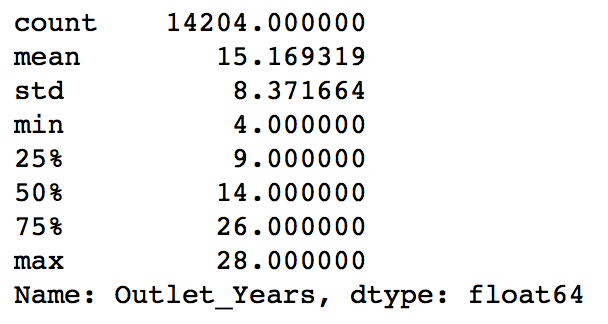 count    14204.000000
mean        15.169319
std          8.371664
min          4.000000
25%          9.000000
50%         14.000000
75%         26.000000
max         28.000000
Name: Outlet_Years, dtype: float64